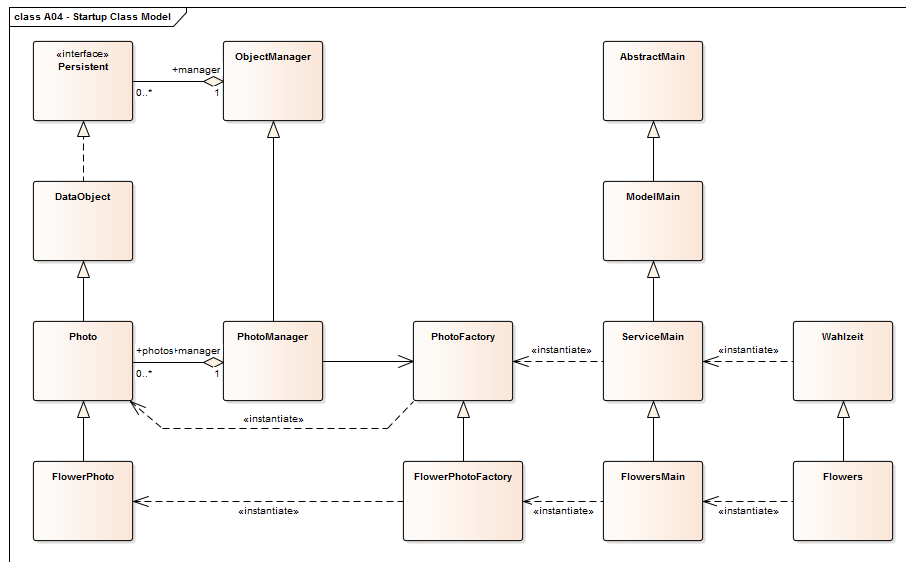 class A04 - Startup Class Model
«interface»
Persistent
+manager
0..*
1
ObjectManager
AbstractMain
DataObject
ModelMain
Photo
+photos+manager
0..*
1
PhotoManager
PhotoFactory
«instantiate»
ServiceMain
«instantiate»
Wahlzeit
«instantiate»
FlowerPhoto
«instantiate»
FlowerPhotoFactory
«instantiate»
FlowersMain
«instantiate»
Flowers